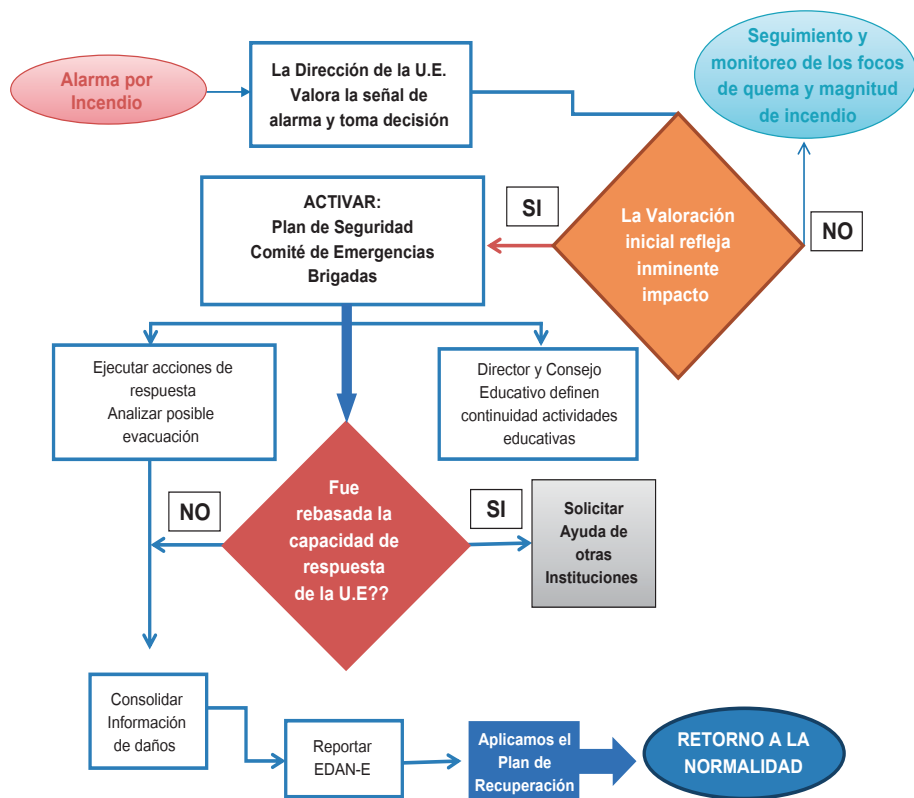 Alarma por
Incendio
La Dirección de la U.E.
Valora la señal de
alarma y toma decisión
Seguimiento y
monitoreo de los focos
de quema y magnitud
de incendio
ACTIVAR:
Plan de Seguridad
Comité de Emergencias
Brigadas
SI
La Valoración
inicial refleja
inminente
impacto
NO
Ejecutar acciones de
respuesta
Analizar posible
evacuación
Director y Consejo
Educativo definen
continuidad actividades
educativas
NO
Fue
rebasada la
capacidad de
respuesta
de la U.E??
SI
Solicitar
Ayuda de
otras
Instituciones
Consolidar
Información
de daños
Reportar
EDAN-E
Aplicamos el
Plan de
Recuperación
RETORNO A LA
NORMALIDAD